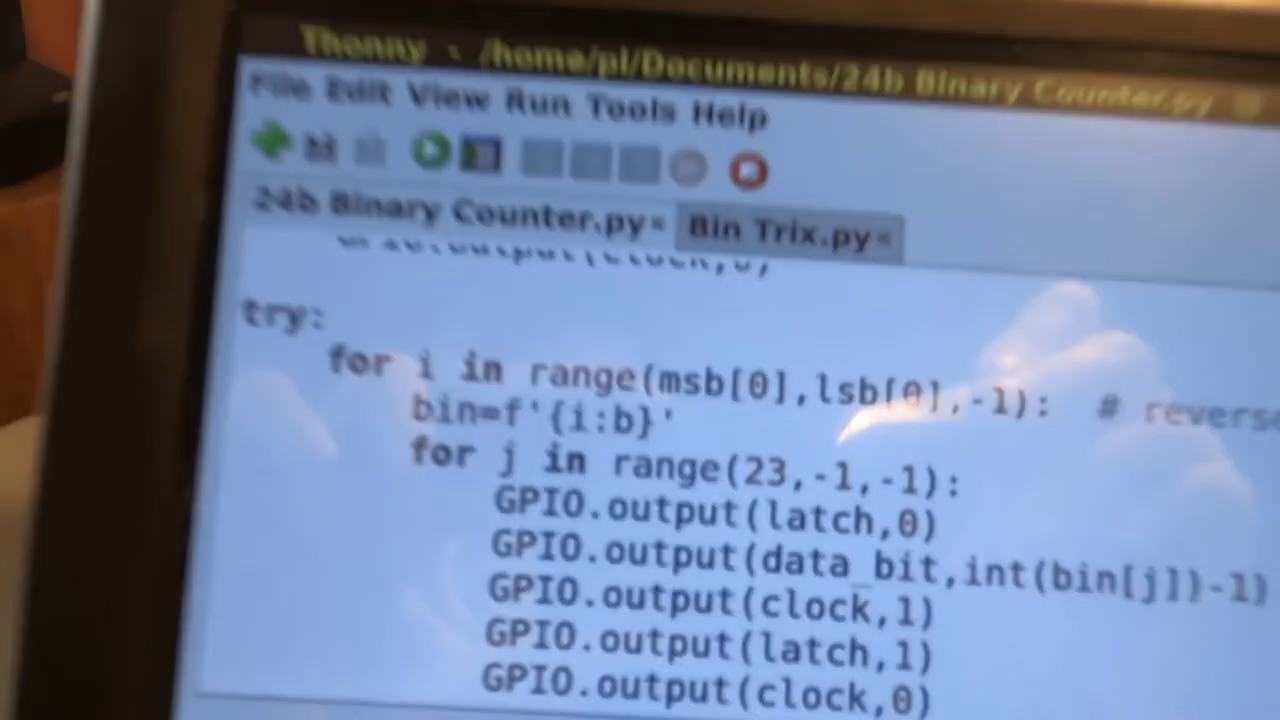 Thonny - /home/pi/Documents/24b Binary Counter.py
File Edit View Run Tools Help
24b Binary Counter.py× Bin Trix.py×
try:
for i in range(msb[0],lsb[0],-1): # reverse
bin=f'{i:b}'
for j in range(23,-1,-1):
GPIO.output(latch,0)
GPIO.output(data_bit,int(bin[j])-1)
GPIO.output(clock,1)
GPIO.output(latch,1)
GPIO.output(clock,0)